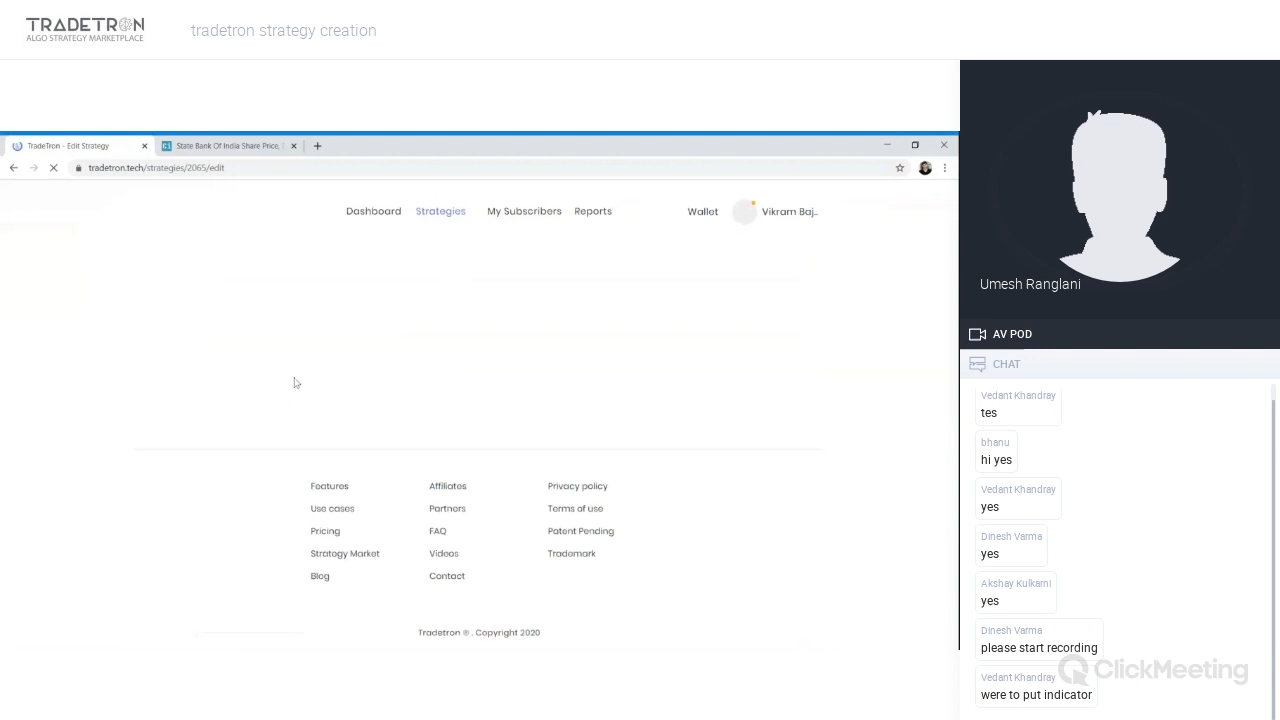 TRADETRON
ALGO STRATEGY MARKETPLACE
tradetron strategy creation
TradeTron - Edit Strategy
State Bank Of India Share Price,
tradetron.tech/strategies/2065/edit
Dashboard Strategies My Subscribers Reports Wallet Vikram Baj..
Features Affiliates Privacy policy
Use cases Partners Terms of use
Pricing FAQ Patent Pending
Strategy Market Videos Trademark
Blog Contact
Tradetron ® . Copyright 2020
Umesh Ranglani
AV POD
CHAT
Vedant Khandray
tes
bhanu
hi yes
Vedant Khandray
yes
Dinesh Varma
yes
Akshay Kulkarni
yes
Dinesh Varma
please start recording
Vedant Khandray
were to put indicator
ClickMeeting